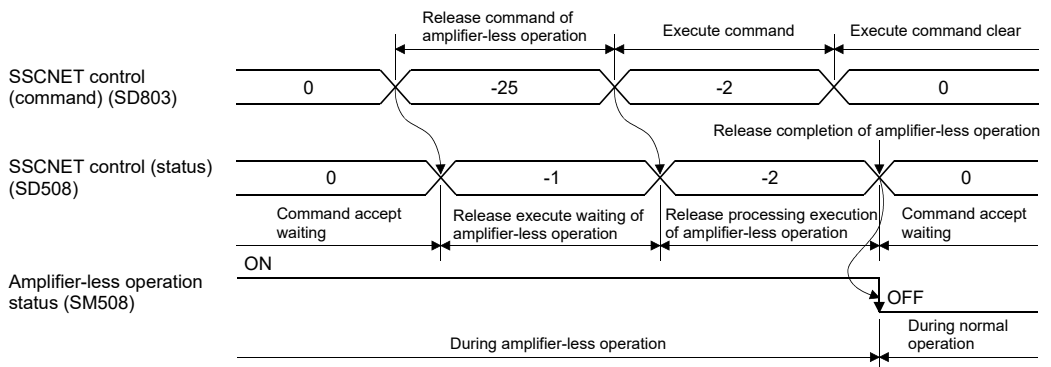 Release command of
amplifier-less operation
Execute command
Execute command clear
SSCNET control
(command) (SD803)
0
-25
-2
0
Release completion of amplifier-less operation
SSCNET control (status)
(SD508)
0
-1
-2
0
Command accept
waiting
Release execute waiting of
amplifier-less operation
Release processing execution
of amplifier-less operation
Command accept
waiting
ON
Amplifier-less operation
status (SM508)
OFF
During amplifier-less operation
During normal
operation